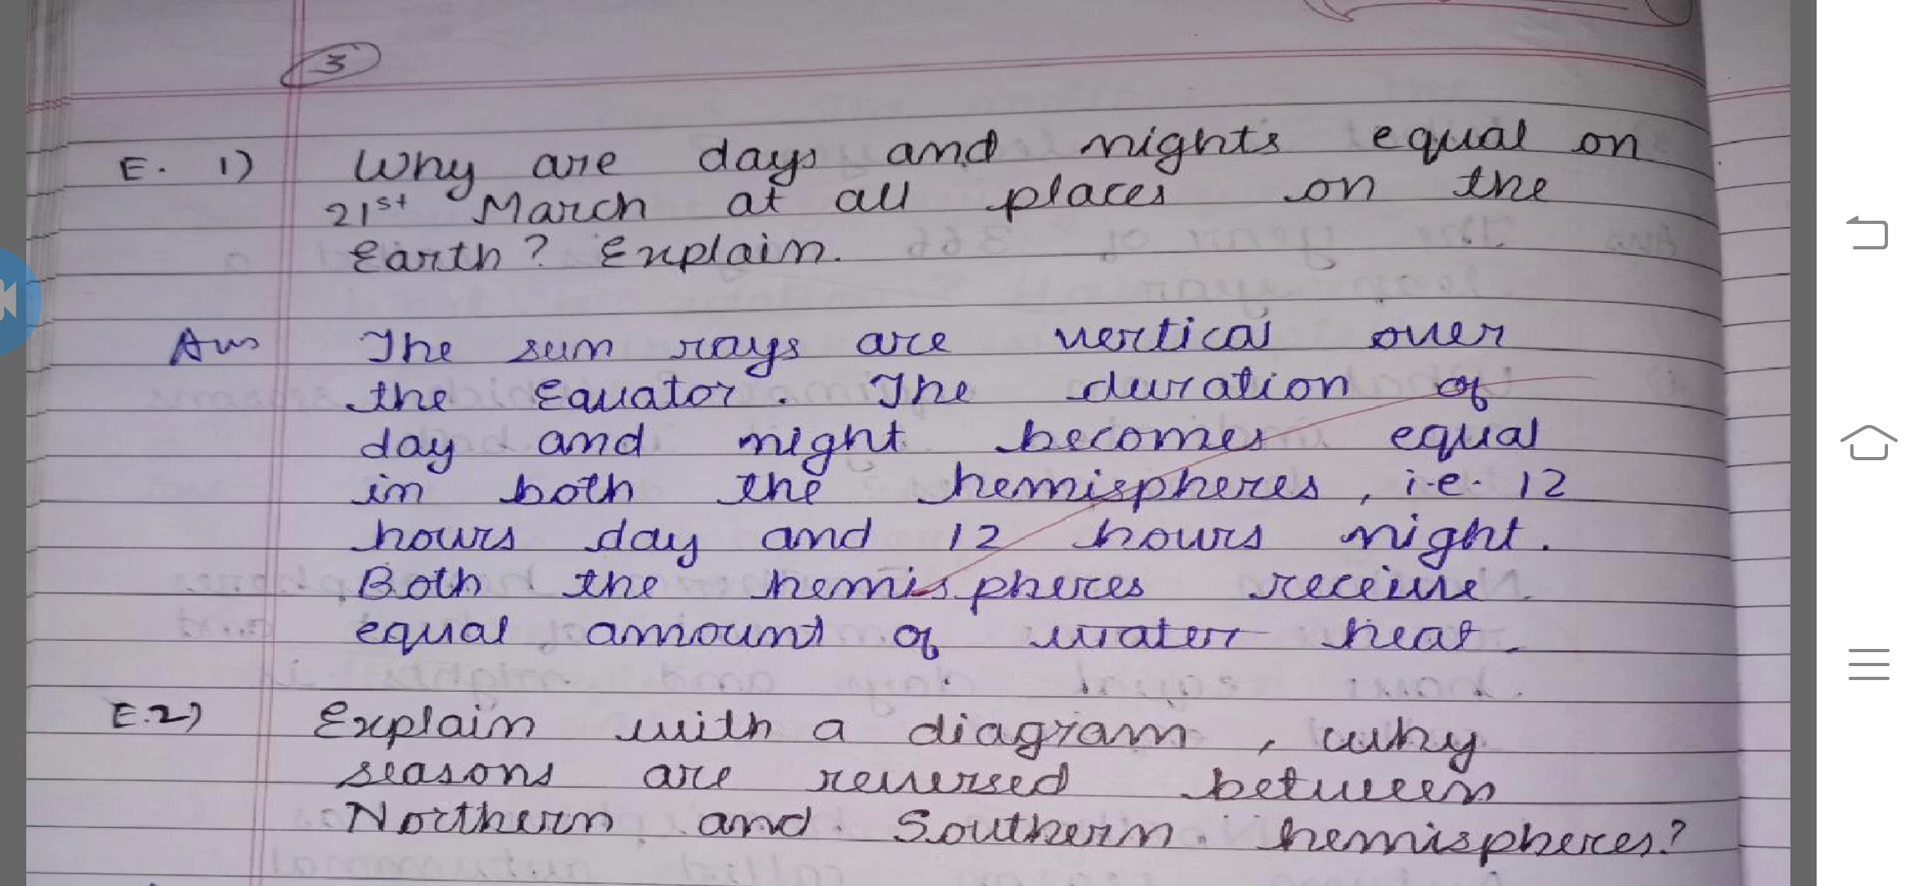 3
E. 1) Why are days and nights equal on
21st March at all places on the
Earth? Explain.
Ans The sun rays are vertical over
the Equator. The duration of
day and night becomes equal
in both the hemispheres, i.e. 12
hours day and 12 hours night.
Both the hemispheres receive
equal amount of water heat.
E.2) Explain with a diagram, why
seasons are reversed between
Northern and Southern hemispheres?